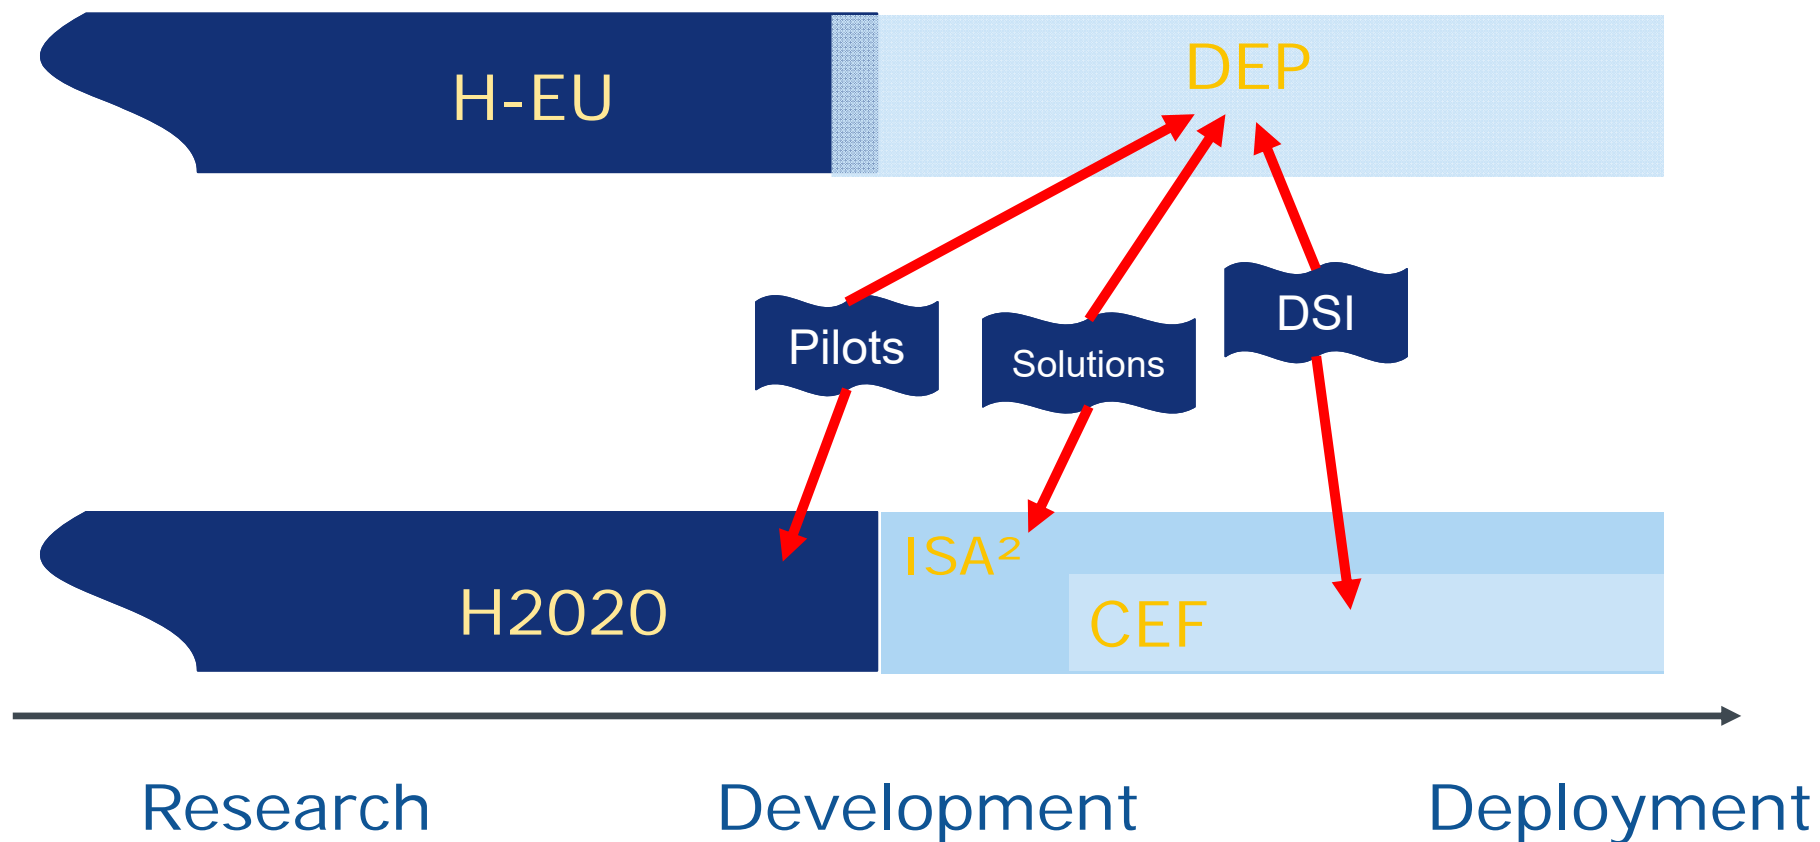 H-EU
DEP
Pilots
Solutions
DSI
H2020
ISA²
CEF
Research
Development
Deployment